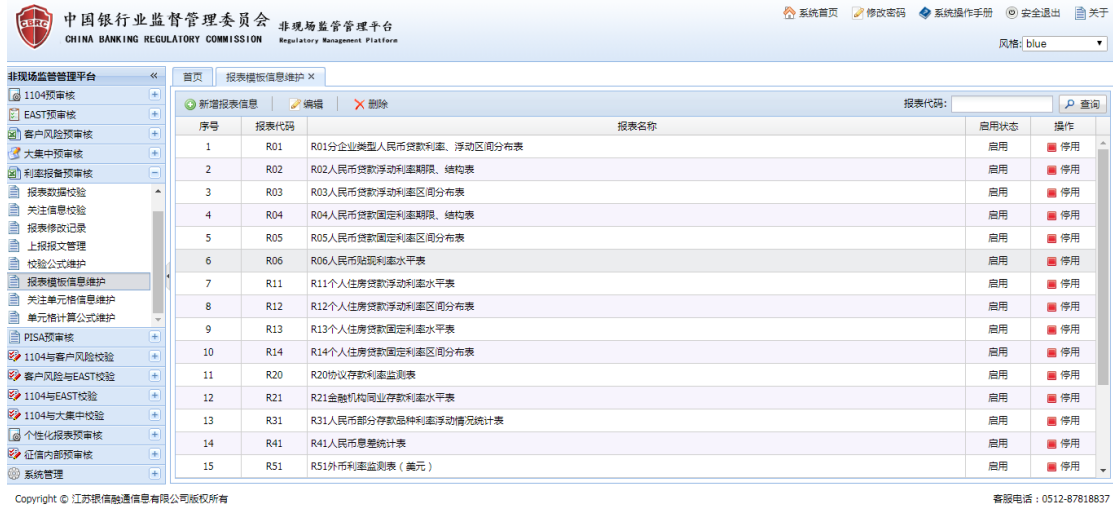 CBRC 中国银行业监督管理委员会 非现场监管管理平台
CHINA BANKING REGULATORY COMMISSION Regulatory Management Platform
系统首页 修改密码 系统操作手册 安全退出 关于
风格: blue
非现场监管管理平台 «
1104预审核
EAST预审核
客户风险预审核
大集中预审核
利率报备预审核
报表数据校验
关注信息校验
报表修改记录
上报报文管理
校验公式维护
报表模板信息维护
关注单元格信息维护
单元格计算公式维护
PISA预审核
1104与客户风险校验
客户风险与EAST校验
1104与EAST校验
1104与大集中校验
个性化报表预审核
征信内部预审核
系统管理
首页 报表模板信息维护 ×
新增报表信息 编辑 删除 报表代码: 查询
序号 报表代码 报表名称 启用状态 操作
1 R01 R01分企业类型人民币贷款利率、浮动区间分布表 启用 停用
2 R02 R02人民币贷款浮动利率期限、结构表 启用 停用
3 R03 R03人民币贷款浮动利率区间分布表 启用 停用
4 R04 R04人民币贷款固定利率期限、结构表 启用 停用
5 R05 R05人民币贷款固定利率区间分布表 启用 停用
6 R06 R06人民币贴现利率水平表 启用 停用
7 R11 R11个人住房贷款浮动利率水平表 启用 停用
8 R12 R12个人住房贷款浮动利率区间分布表 启用 停用
9 R13 R13个人住房贷款固定利率水平表 启用 停用
10 R14 R14个人住房贷款固定利率区间分布表 启用 停用
11 R20 R20协议存款利率监测表 启用 停用
12 R21 R21金融机构同业存款利率水平表 启用 停用
13 R31 R31人民币部分存款品种利率浮动情况统计表 启用 停用
14 R41 R41人民币息差统计表 启用 停用
15 R51 R51外币利率监测表（美元） 启用 停用
Copyright © 江苏银信融通信息有限公司版权所有 客服电话：0512-87818837